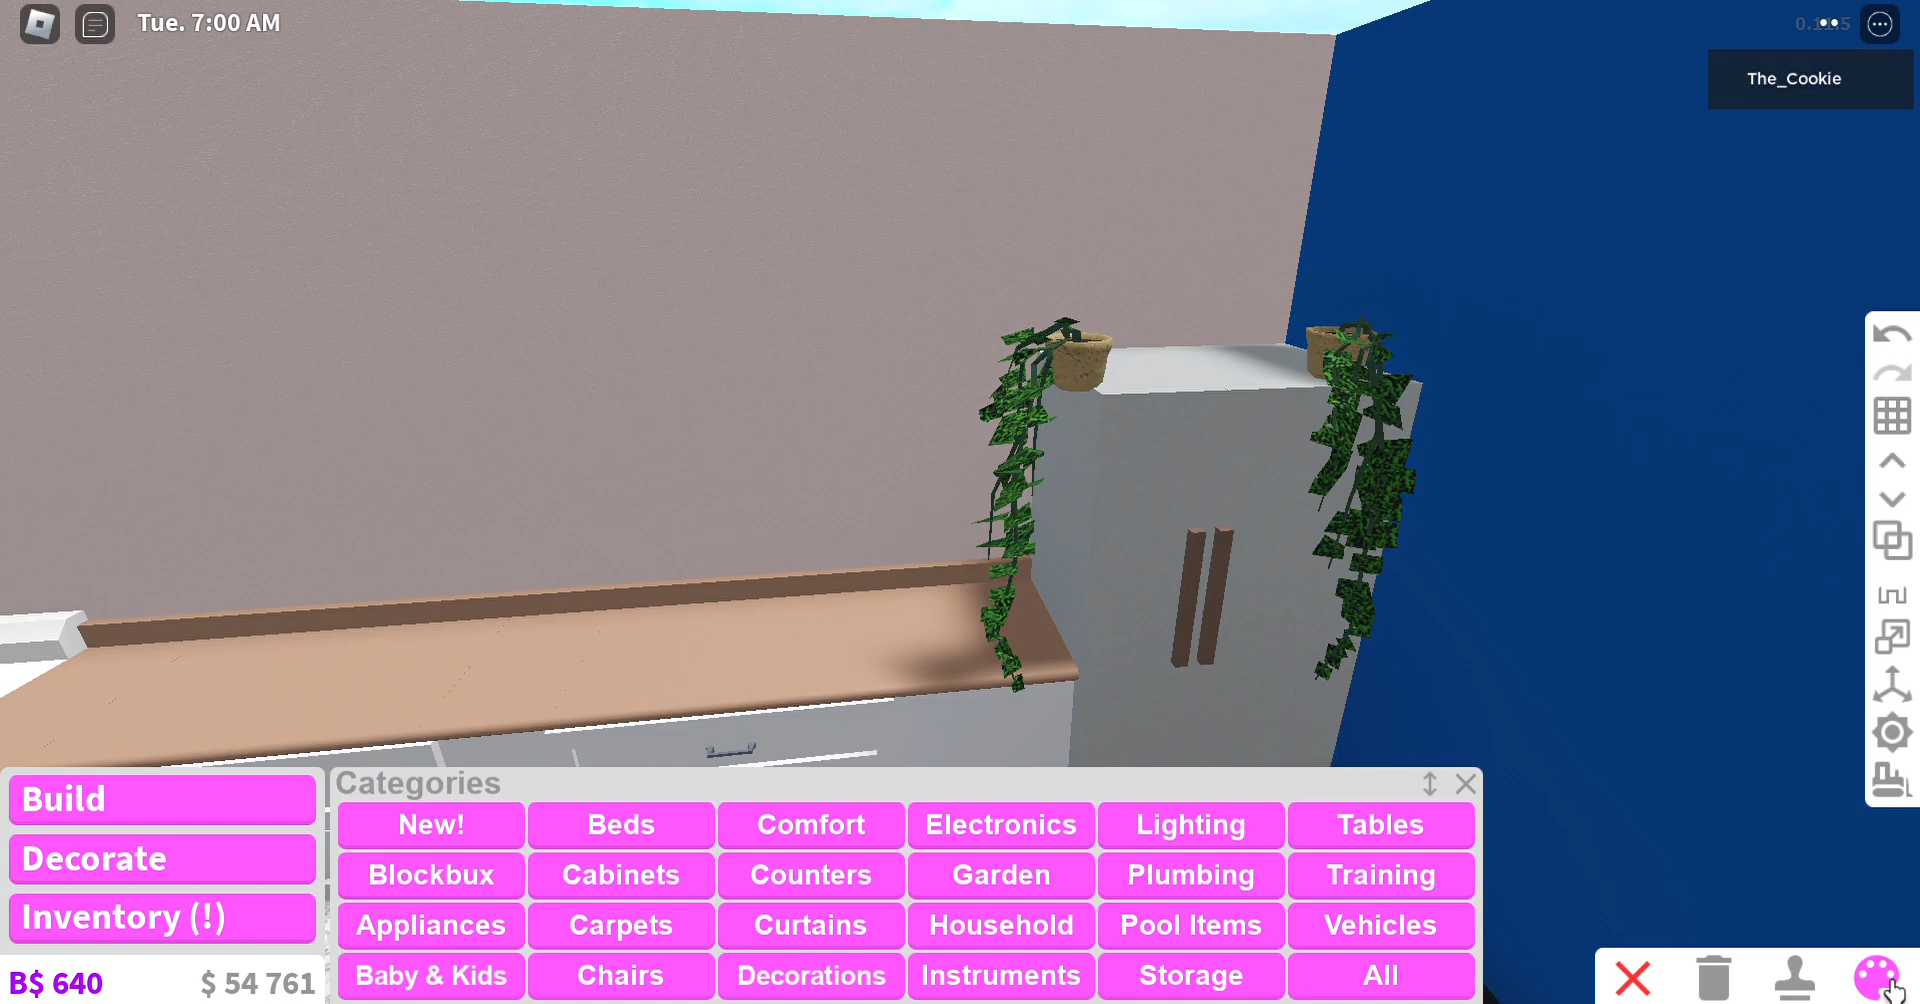 Tue. 7:00 AM
The_Cookie
Build
Decorate
Inventory (!)
B$ 640 $ 54 761
Categories
New! Beds Comfort Electronics Lighting Tables
Blockbux Cabinets Counters Garden Plumbing Training
Appliances Carpets Curtains Household Pool Items Vehicles
Baby & Kids Chairs Decorations Instruments Storage All